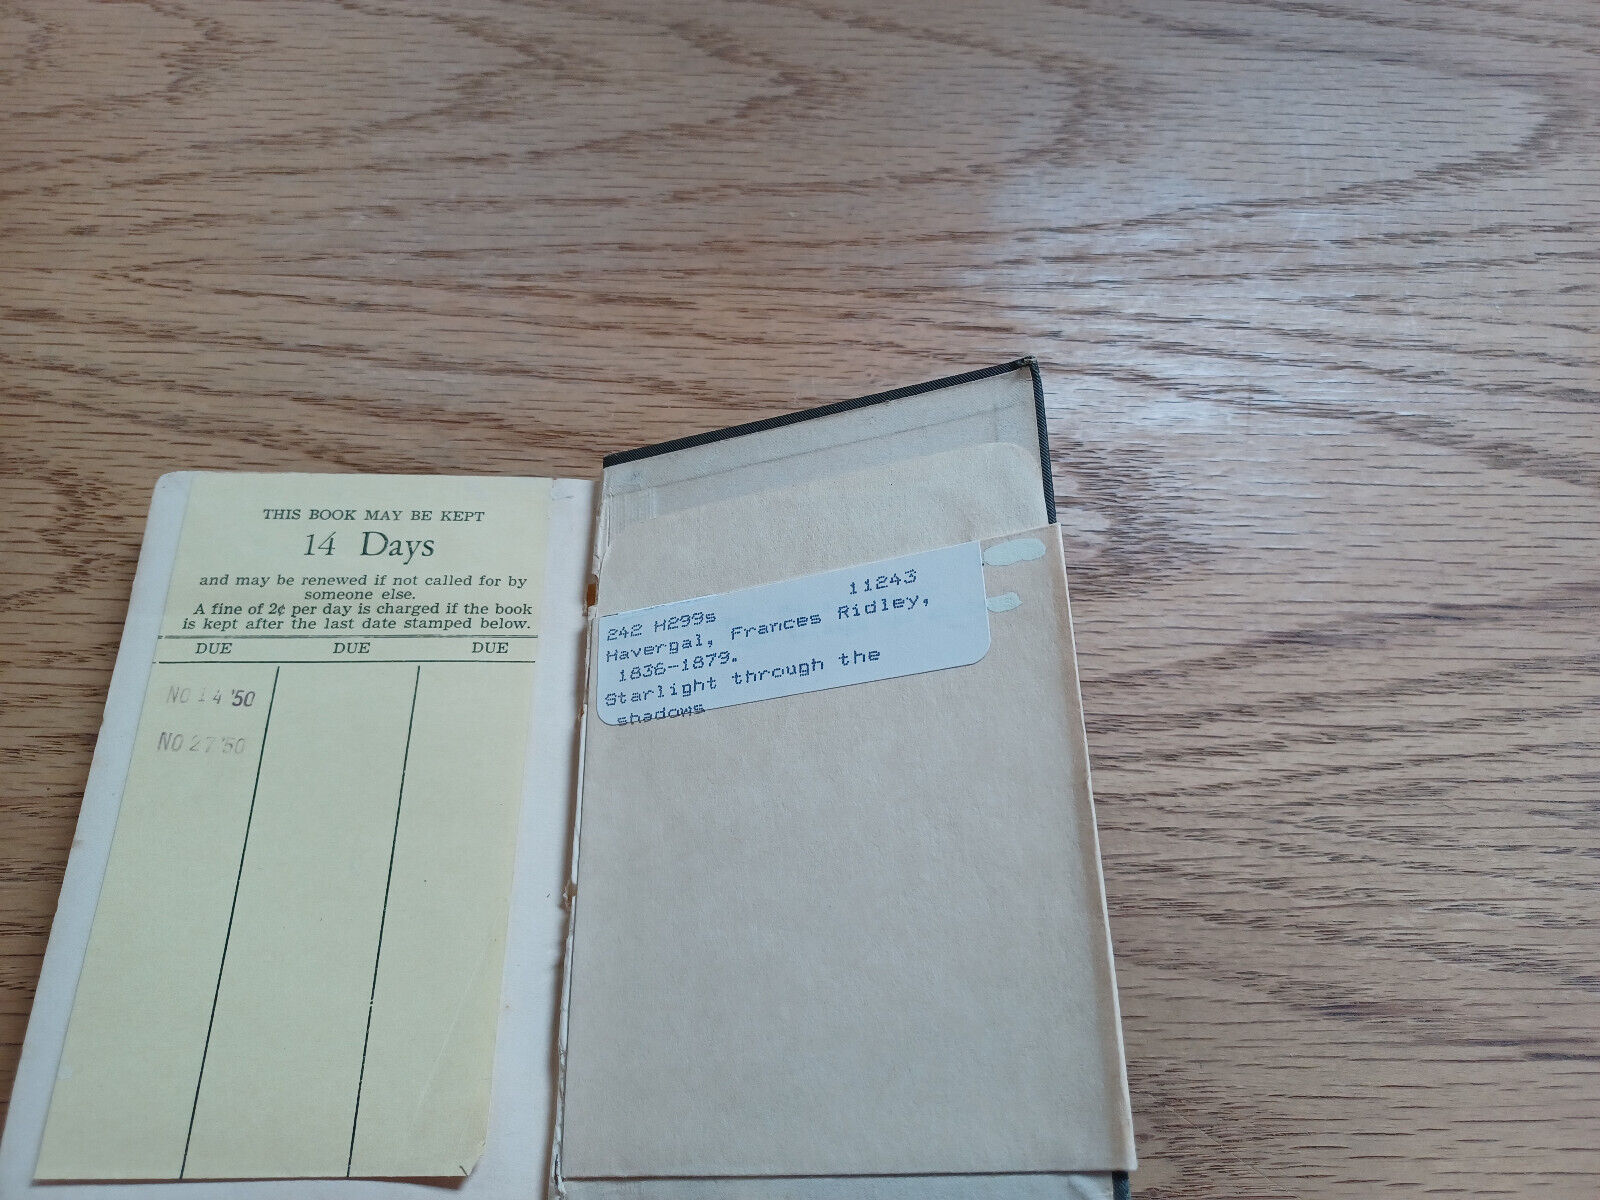 THIS BOOK MAY BE KEPT
14 Days
and may be renewed if not called for by
someone else.
A fine of 2¢ per day is charged if the book
is kept after the last date stamped below.
DUE DUE DUE
NO 14 '50
NO 27 '50
11243
242 H299s
Havergal, Frances Ridley,
1836-1879.
Starlight through the
shadows